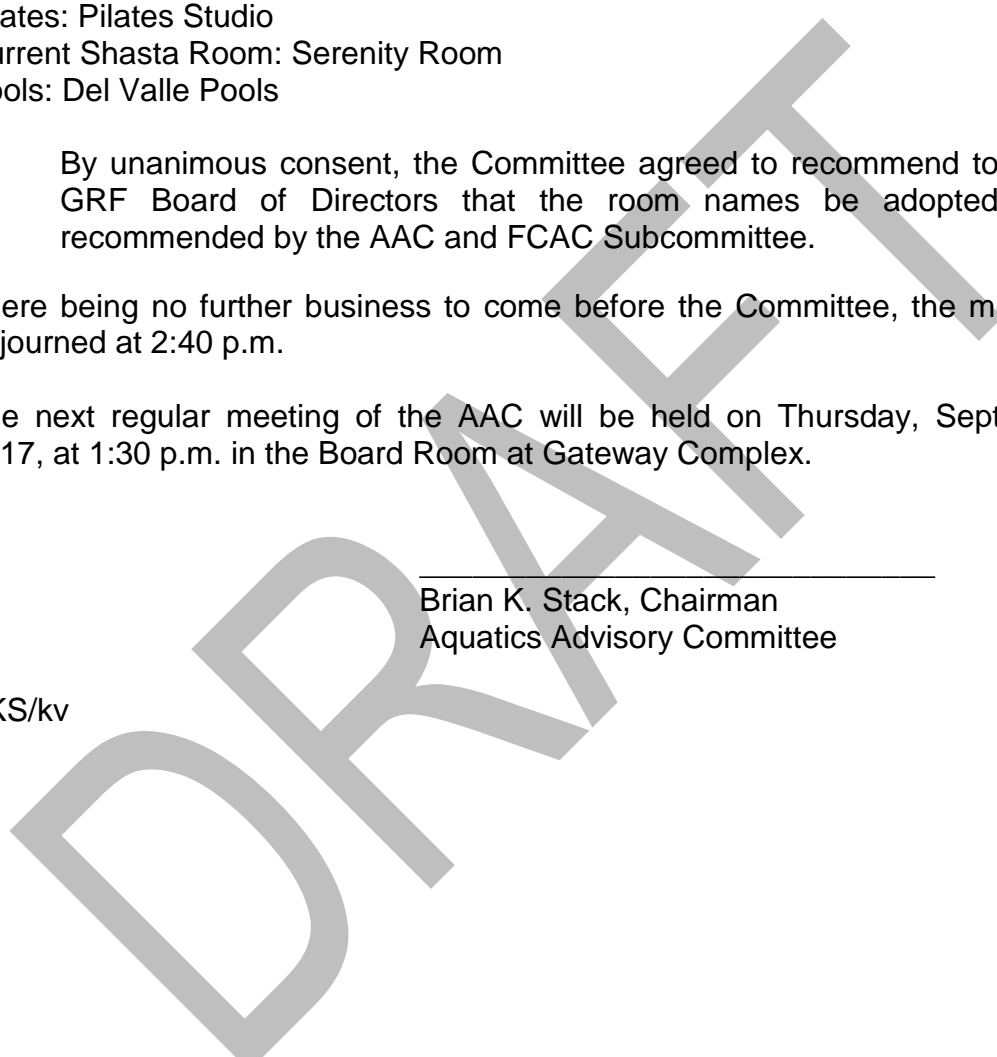 ates: Pilates Studio
urrent Shasta Room: Serenity Room
ools: Del Valle Pools
By unanimous consent, the Committee agreed to recommend to
GRF Board of Directors that the room names be adopted
recommended by the AAC and FCAC Subcommittee.
ere being no further business to come before the Committee, the m
journed at 2:40 p.m.
e next regular meeting of the AAC will be held on Thursday, Sept
17, at 1:30 p.m. in the Board Room at Gateway Complex.
Brian K. Stack, Chairman
Aquatics Advisory Committee
KS/kv
DRAFT